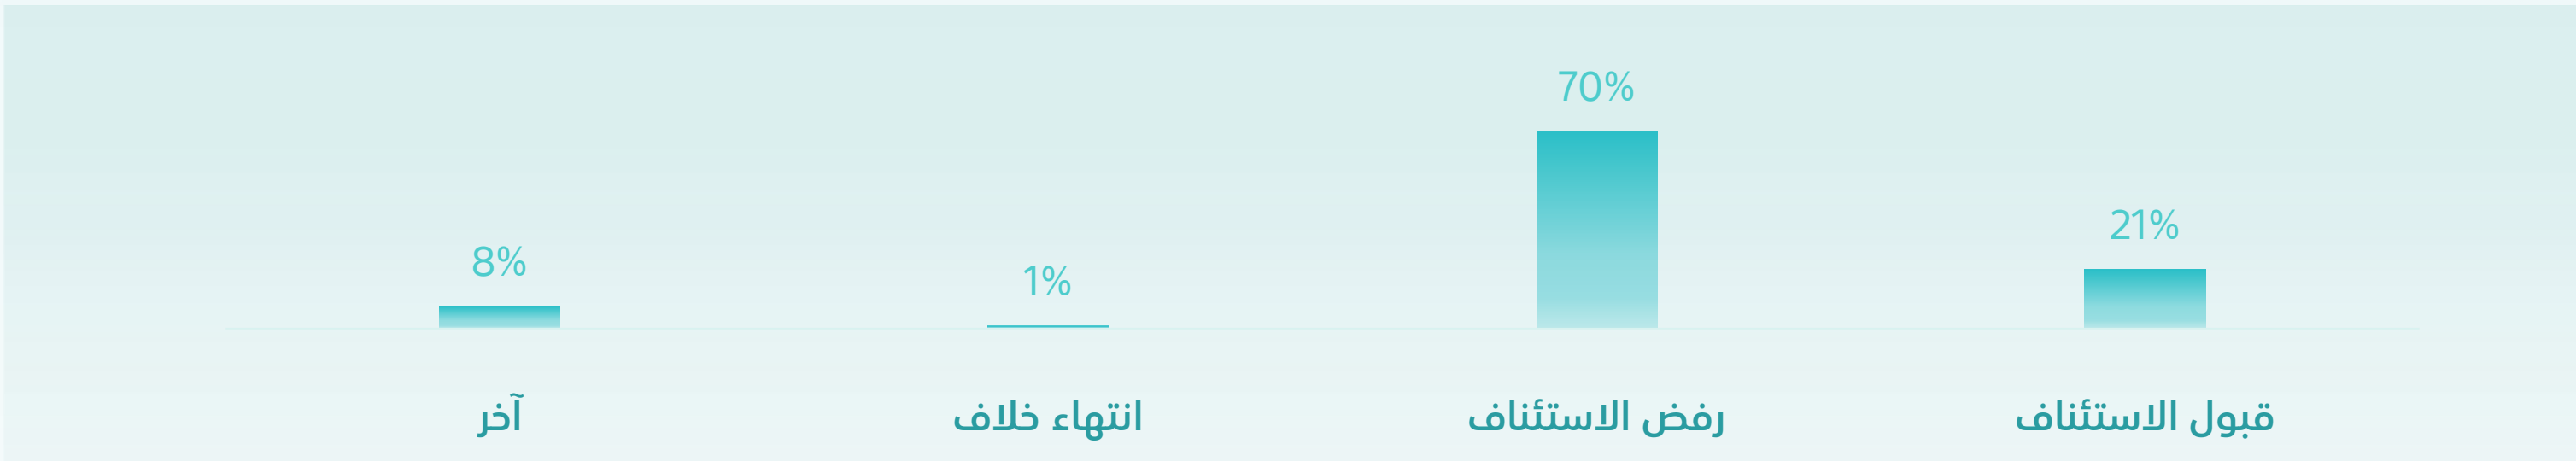 21%
70%
1%
8%
قبول الاستئناف
رفض الاستئناف
انتهاء خلاف
آخر